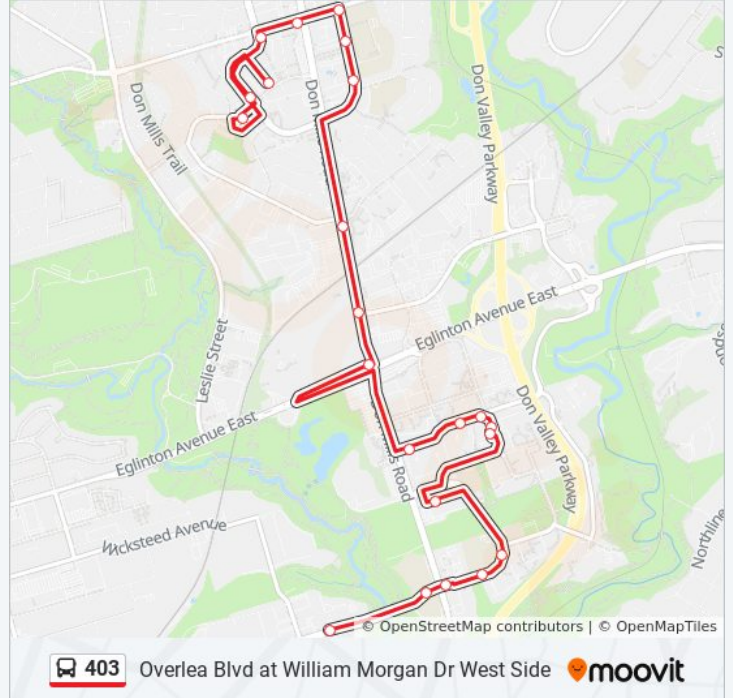 Don Mills Trail
Don
Don Valley Parkway
Eglinton Avenue East
Leslie Street
Eglinton Avenue East
Don Valley Parkway
Road
Wicksteed Avenue
Northline
© OpenStreetMap contributors | © OpenMapTiles
403 Overlea Blvd at William Morgan Dr West Side moovit